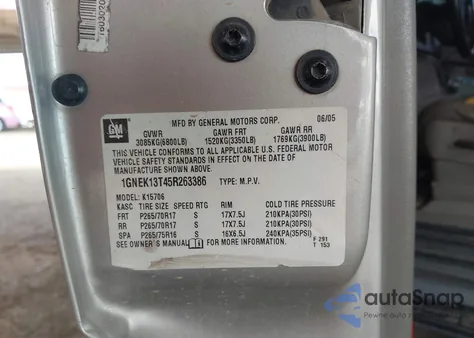 GM
MFD BY GENERAL MOTORS CORP. 06/05
GVWR GAWR FRT GAWR RR
3085KG(6800LB) 1520KG(3350LB) 1769KG(3900LB)
THIS VEHICLE CONFORMS TO ALL APPLICABLE U.S. FEDERAL MOTOR
VEHICLE SAFETY STANDARDS IN EFFECT ON THE DATE OF
MANUFACTURE SHOWN ABOVE.
1GNEK13T45R263386 TYPE: M.P.V.
MODEL: K15706
KASC TIRE SIZE SPEED RTG RIM COLD TIRE PRESSURE
FRT P265/70R17 S 17X7.5J 210KPA(30PSI)
RR P265/70R17 S 17X7.5J 210KPA(30PSI)
SPA P265/75R16 S 16X6.5J 240KPA(35PSI)
SEE OWNER'S MANUAL FOR MORE INFORMATION.
F 291
T 153
autoSnap